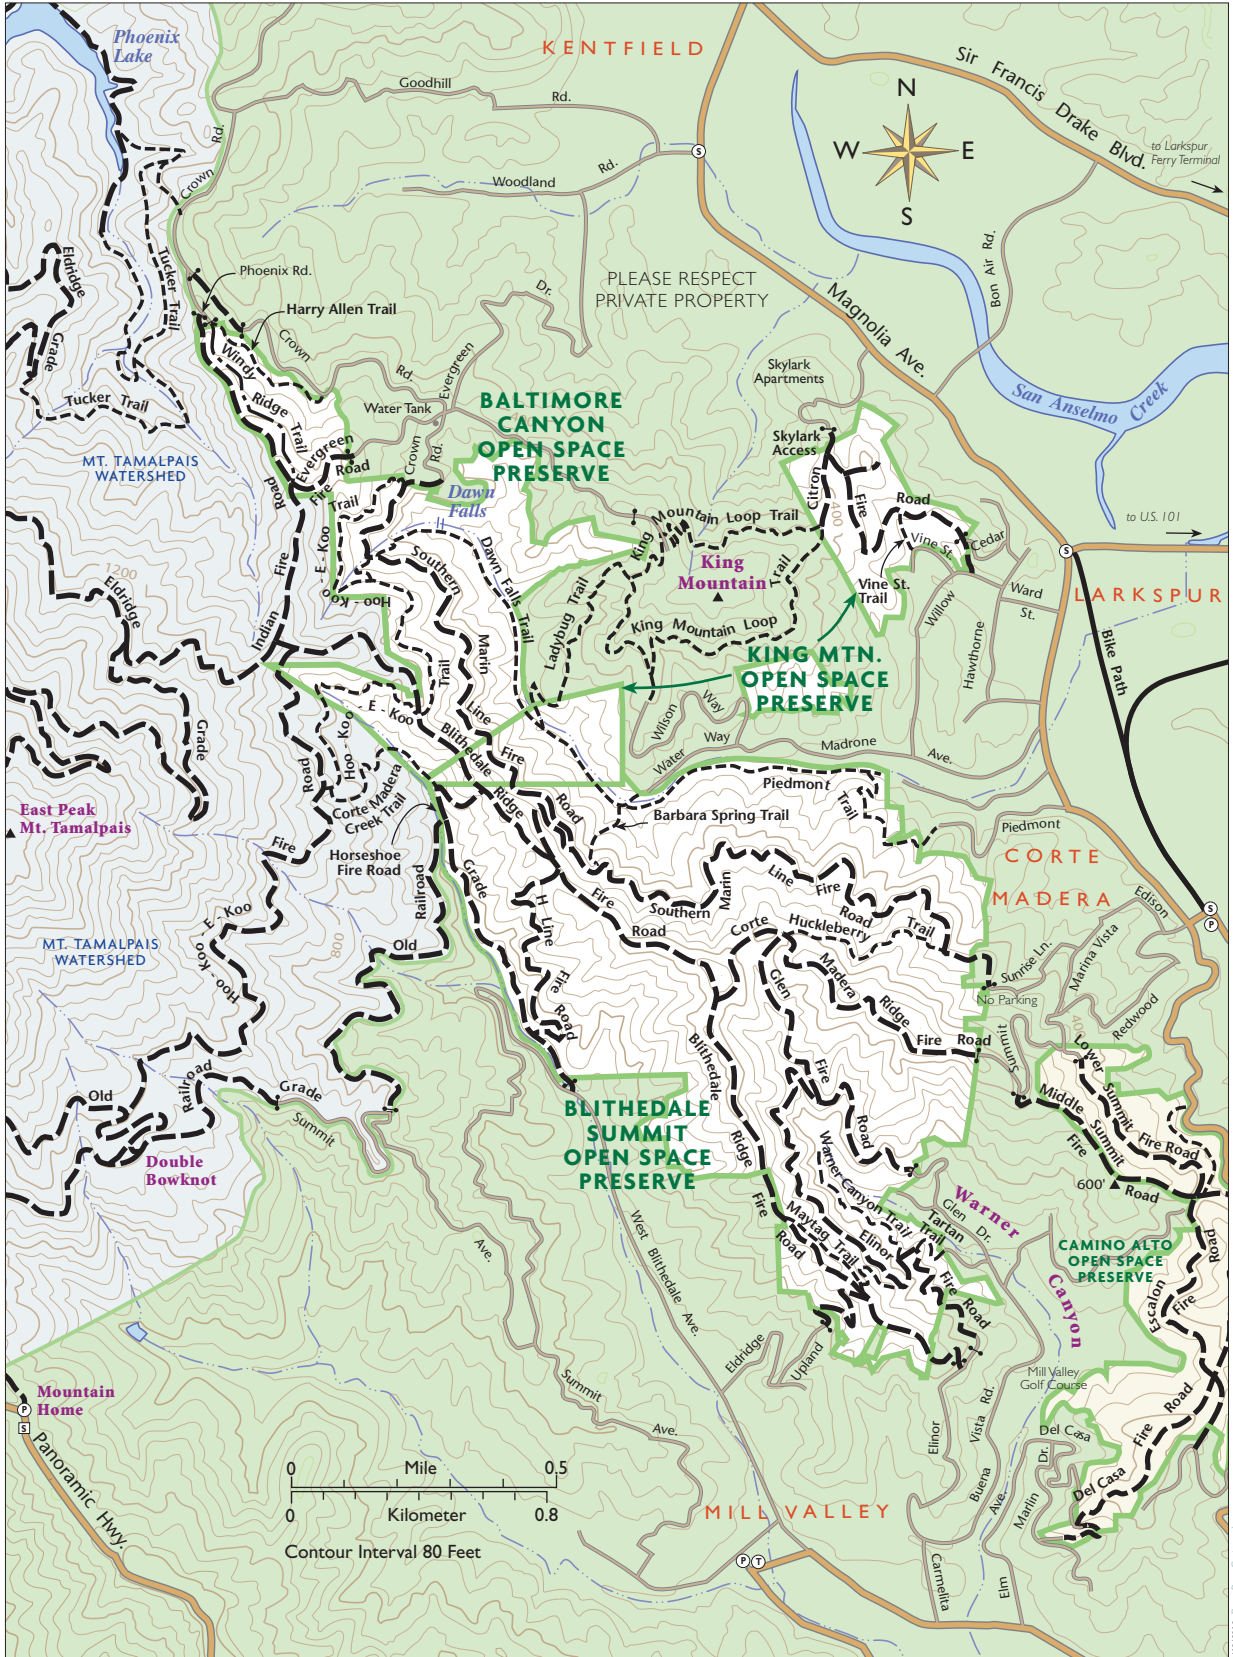 Phoenix
Lake
KENTFIELD
Goodhill
Rd.
Sir Francis Drake Blvd.
to Larkspur
Ferry Terminal
N
W
E
S
S
Rd.
Crown
Woodland
Rd.
Tucker Trail
Eldridge
Grade
Phoenix Rd.
Harry Allen Trail
Crown
Rd.
Dr.
Evergreen
PLEASE RESPECT
PRIVATE PROPERTY
Bon Air Rd.
Magnolia Ave.
Windy
Ridge
Trail
Tucker Trail
Water Tank
Skylark
Apartments
San Anselmo Creek
BALTIMORE
CANYON
OPEN SPACE
PRESERVE
Skylark
Access
MT. TAMALPAIS
WATERSHED
Evergreen
Fire
Road
Crown
Rd.
Road
Trail
Dawn
Falls
Citron
400
Fire
Road
to U.S. 101
King
Mountain Loop Trail
Vine St.
Cedar
S
Fire
Hoo - Koo - E - Koo
Southern
Dawn Falls Trail
King
Mountain
Trail
Vine St.
Trail
Ward
St.
LARKSPUR
1200
Eldridge
Ladybug Trail
King Mountain Loop
Willow
Hawthorne
Bike Path
Indian
Marin
Trail
KING MTN.
OPEN SPACE
PRESERVE
Grade
Hoo - Koo
- E - Koo
Line
Fire
Blithedale
Wilson
Way
Water
Way
Madrone
Ave.
Road
Corte Madera
Creek Trail
Ridge
Road
Piedmont
Trail
East Peak
Mt. Tamalpais
Barbara Spring Trail
Piedmont
Fire
Horseshoe
Fire Road
Grade
CORTE
MADERA
Railroad
Line
Fire
Road
Marin
Edison
S
P
Hoo - Koo - E - Koo
H Line
Fire
Road
Southern
Road
Corte
Huckleberry
Trail
MT. TAMALPAIS
WATERSHED
800
Old
Sunrise Ln.
Marina Vista
Fire
Road
Glen
Madera
Ridge
Fire Road
No Parking
400
Redwood
Summit
Blithedale
Fire
Lower
Summit
Fire Road
Railroad
Grade
Old
Summit
BLITHEDALE
SUMMIT
OPEN SPACE
PRESERVE
Road
Middle
Summit
Fire
Road
600'
Double
Bowknot
Ridge
Warner Canyon Trail
Warner
Canyon
Glen Dr.
Tartan
Trail
Fire
Road
Maytag Trail
Elinor
Fire Road
CAMINO ALTO
OPEN SPACE
PRESERVE
Road
Ave.
West Blithedale Ave.
Escalon
Fire
Eldridge
Upland
Mill Valley
Golf Course
Mountain
Home
P
S
Summit
Ave.
Fire
Road
Panoramic Hwy.
Elinor
Vista Rd.
Buena
Del Casa
Dr.
Del Casa
0 Mile 0.5
0 Kilometer 0.8
Contour Interval 80 Feet
MILL VALLEY
Ave.
Marlin
P
T
Carmelita
Elm